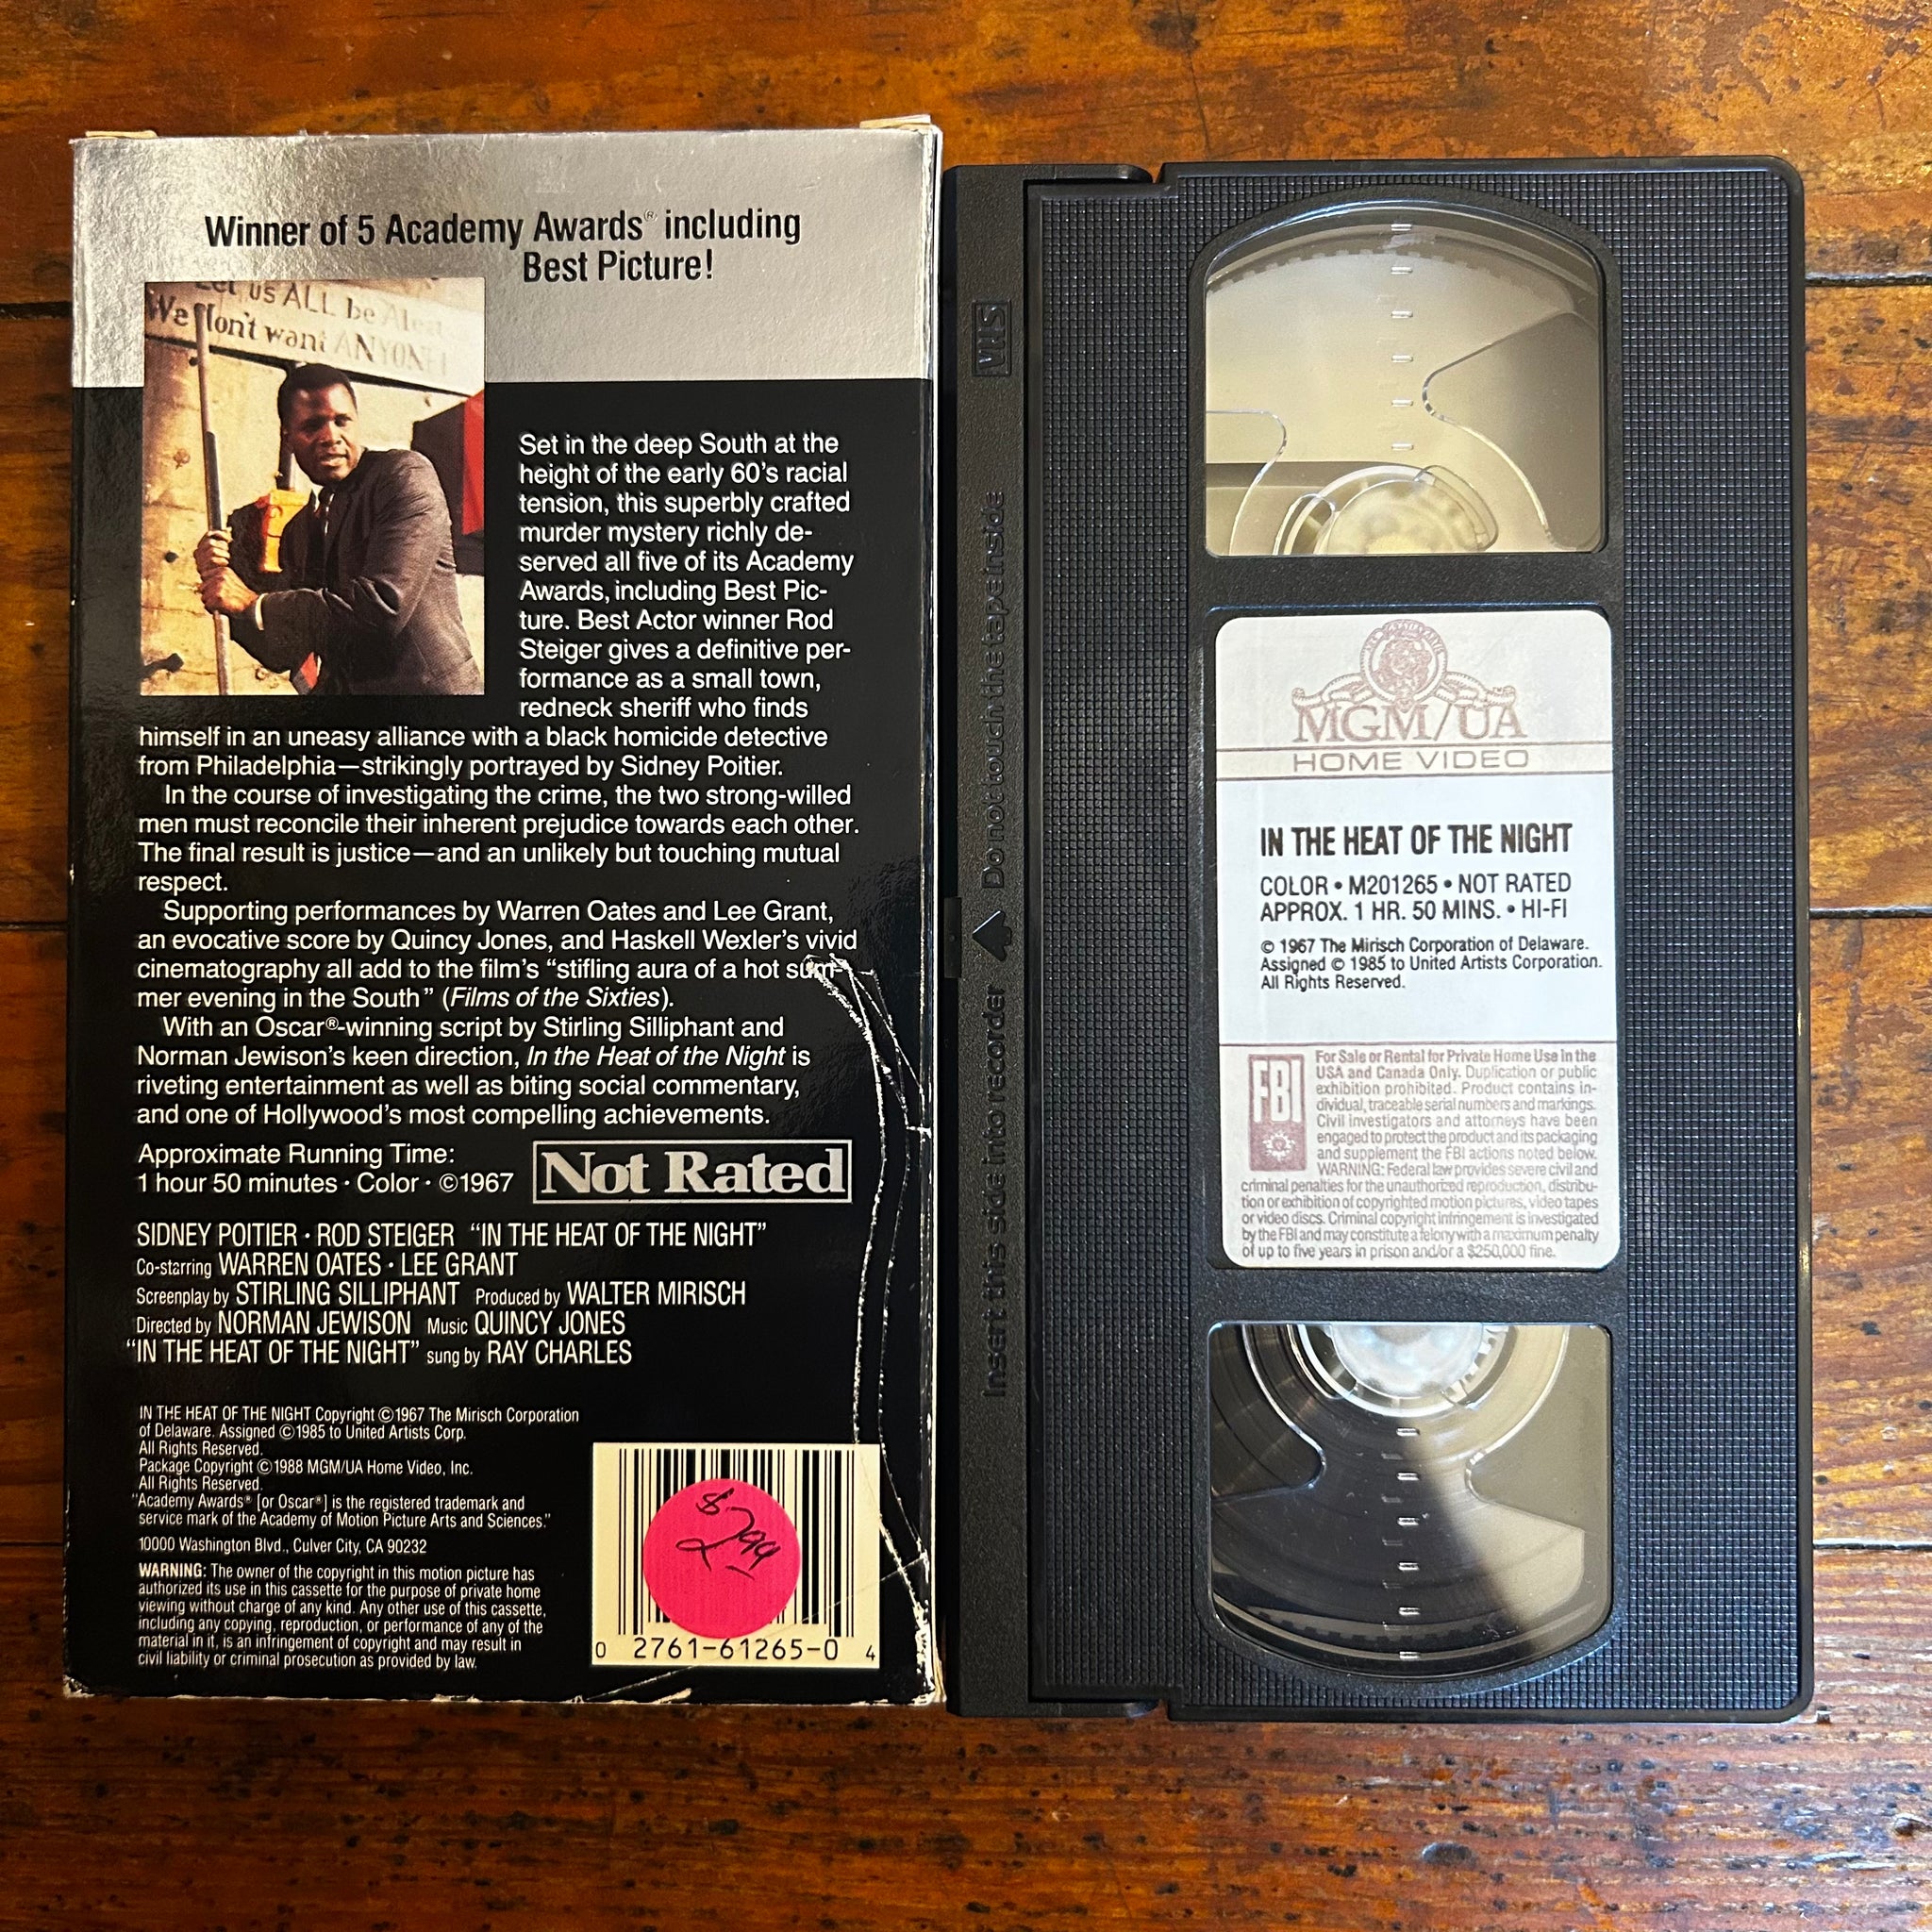 Winner of 5 Academy Awards® including
Best Picture!
Let us ALL be Alert
We don't want ANYONE
Set in the deep South at the
height of the early 60's racial
tension, this superbly crafted
murder mystery richly de-
served all five of its Academy
Awards, including Best Pic-
ture. Best Actor winner Rod
Steiger gives a definitive per-
formance as a small town,
redneck sheriff who finds
himself in an uneasy alliance with a black homicide detective
from Philadelphia—strikingly portrayed by Sidney Poitier.
In the course of investigating the crime, the two strong-willed
men must reconcile their inherent prejudice towards each other.
The final result is justice—and an unlikely but touching mutual
respect.
Supporting performances by Warren Oates and Lee Grant,
an evocative score by Quincy Jones, and Haskell Wexler's vivid
cinematography all add to the film's “stifling aura of a hot sum-
mer evening in the South” (Films of the Sixties).
With an Oscar®-winning script by Stirling Silliphant and
Norman Jewison's keen direction, In the Heat of the Night is
riveting entertainment as well as biting social commentary,
and one of Hollywood's most compelling achievements.
Approximate Running Time:
1 hour 50 minutes · Color · ©1967
Not Rated
SIDNEY POITIER · ROD STEIGER “IN THE HEAT OF THE NIGHT”
Co-starring WARREN OATES · LEE GRANT
Screenplay by STIRLING SILLIPHANT Produced by WALTER MIRISCH
Directed by NORMAN JEWISON Music QUINCY JONES
“IN THE HEAT OF THE NIGHT” sung by RAY CHARLES
IN THE HEAT OF THE NIGHT Copyright ©1967 The Mirisch Corporation
of Delaware. Assigned ©1985 to United Artists Corp.
All Rights Reserved.
Package Copyright ©1988 MGM/UA Home Video, Inc.
All Rights Reserved.
"Academy Awards® [or Oscar®] is the registered trademark and
service mark of the Academy of Motion Picture Arts and Sciences."
10000 Washington Blvd., Culver City, CA 90232
WARNING: The owner of the copyright in this motion picture has
authorized its use in this cassette for the purpose of private home
viewing without charge of any kind. Any other use of this cassette,
including any copying, reproduction, or performance of any of the
material in it, is an infringement of copyright and may result in
civil liability or criminal prosecution as provided by law.
$2.99
0 2761-61265-0 4
VHS
Do not touch the tape inside
Insert this side into recorder
MGM/UA
HOME VIDEO
IN THE HEAT OF THE NIGHT
COLOR • M201265 • NOT RATED
APPROX. 1 HR. 50 MINS. • HI-FI
© 1967 The Mirisch Corporation of Delaware.
Assigned © 1985 to United Artists Corporation.
All Rights Reserved.
FBI
For Sale or Rental for Private Home Use in the
USA and Canada Only. Duplication or public
exhibition prohibited. Product contains in-
dividual, traceable serial numbers and markings.
Civil investigators and attorneys have been
engaged to protect the product and its packaging
and supplement the FBI actions noted below.
WARNING: Federal law provides severe civil and
criminal penalties for the unauthorized reproduction, distribu-
tion or exhibition of copyrighted motion pictures, video tapes
or video discs. Criminal copyright infringement is investigated
by the FBI and may constitute a felony with a maximum penalty
of up to five years in prison and/or a $250,000 fine.